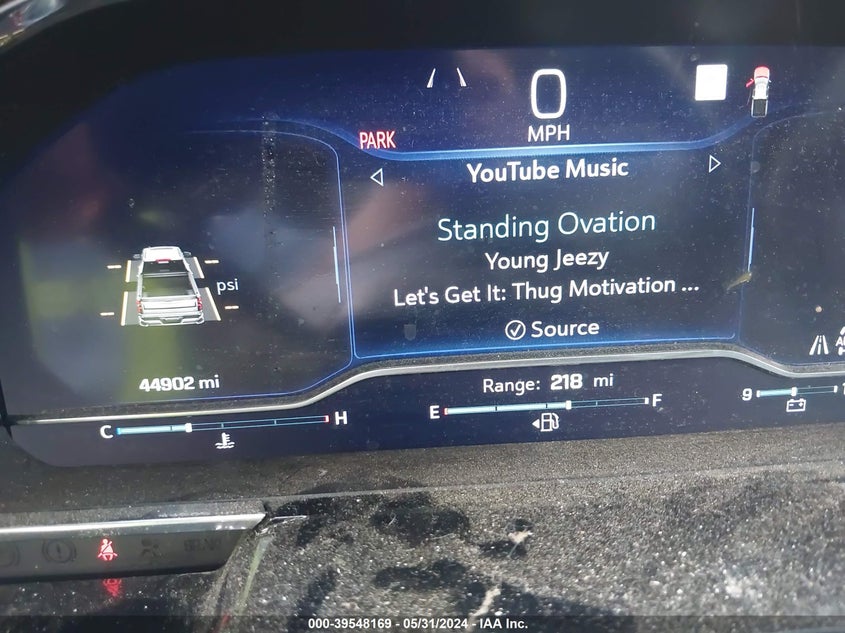 0
MPH
PARK
YouTube Music
Standing Ovation
Young Jeezy
Let's Get It: Thug Motivation ...
Source
psi
44902 mi
Range: 218 mi
C H
E F
9
000-39548169 - 05/31/2024 - IAA Inc.